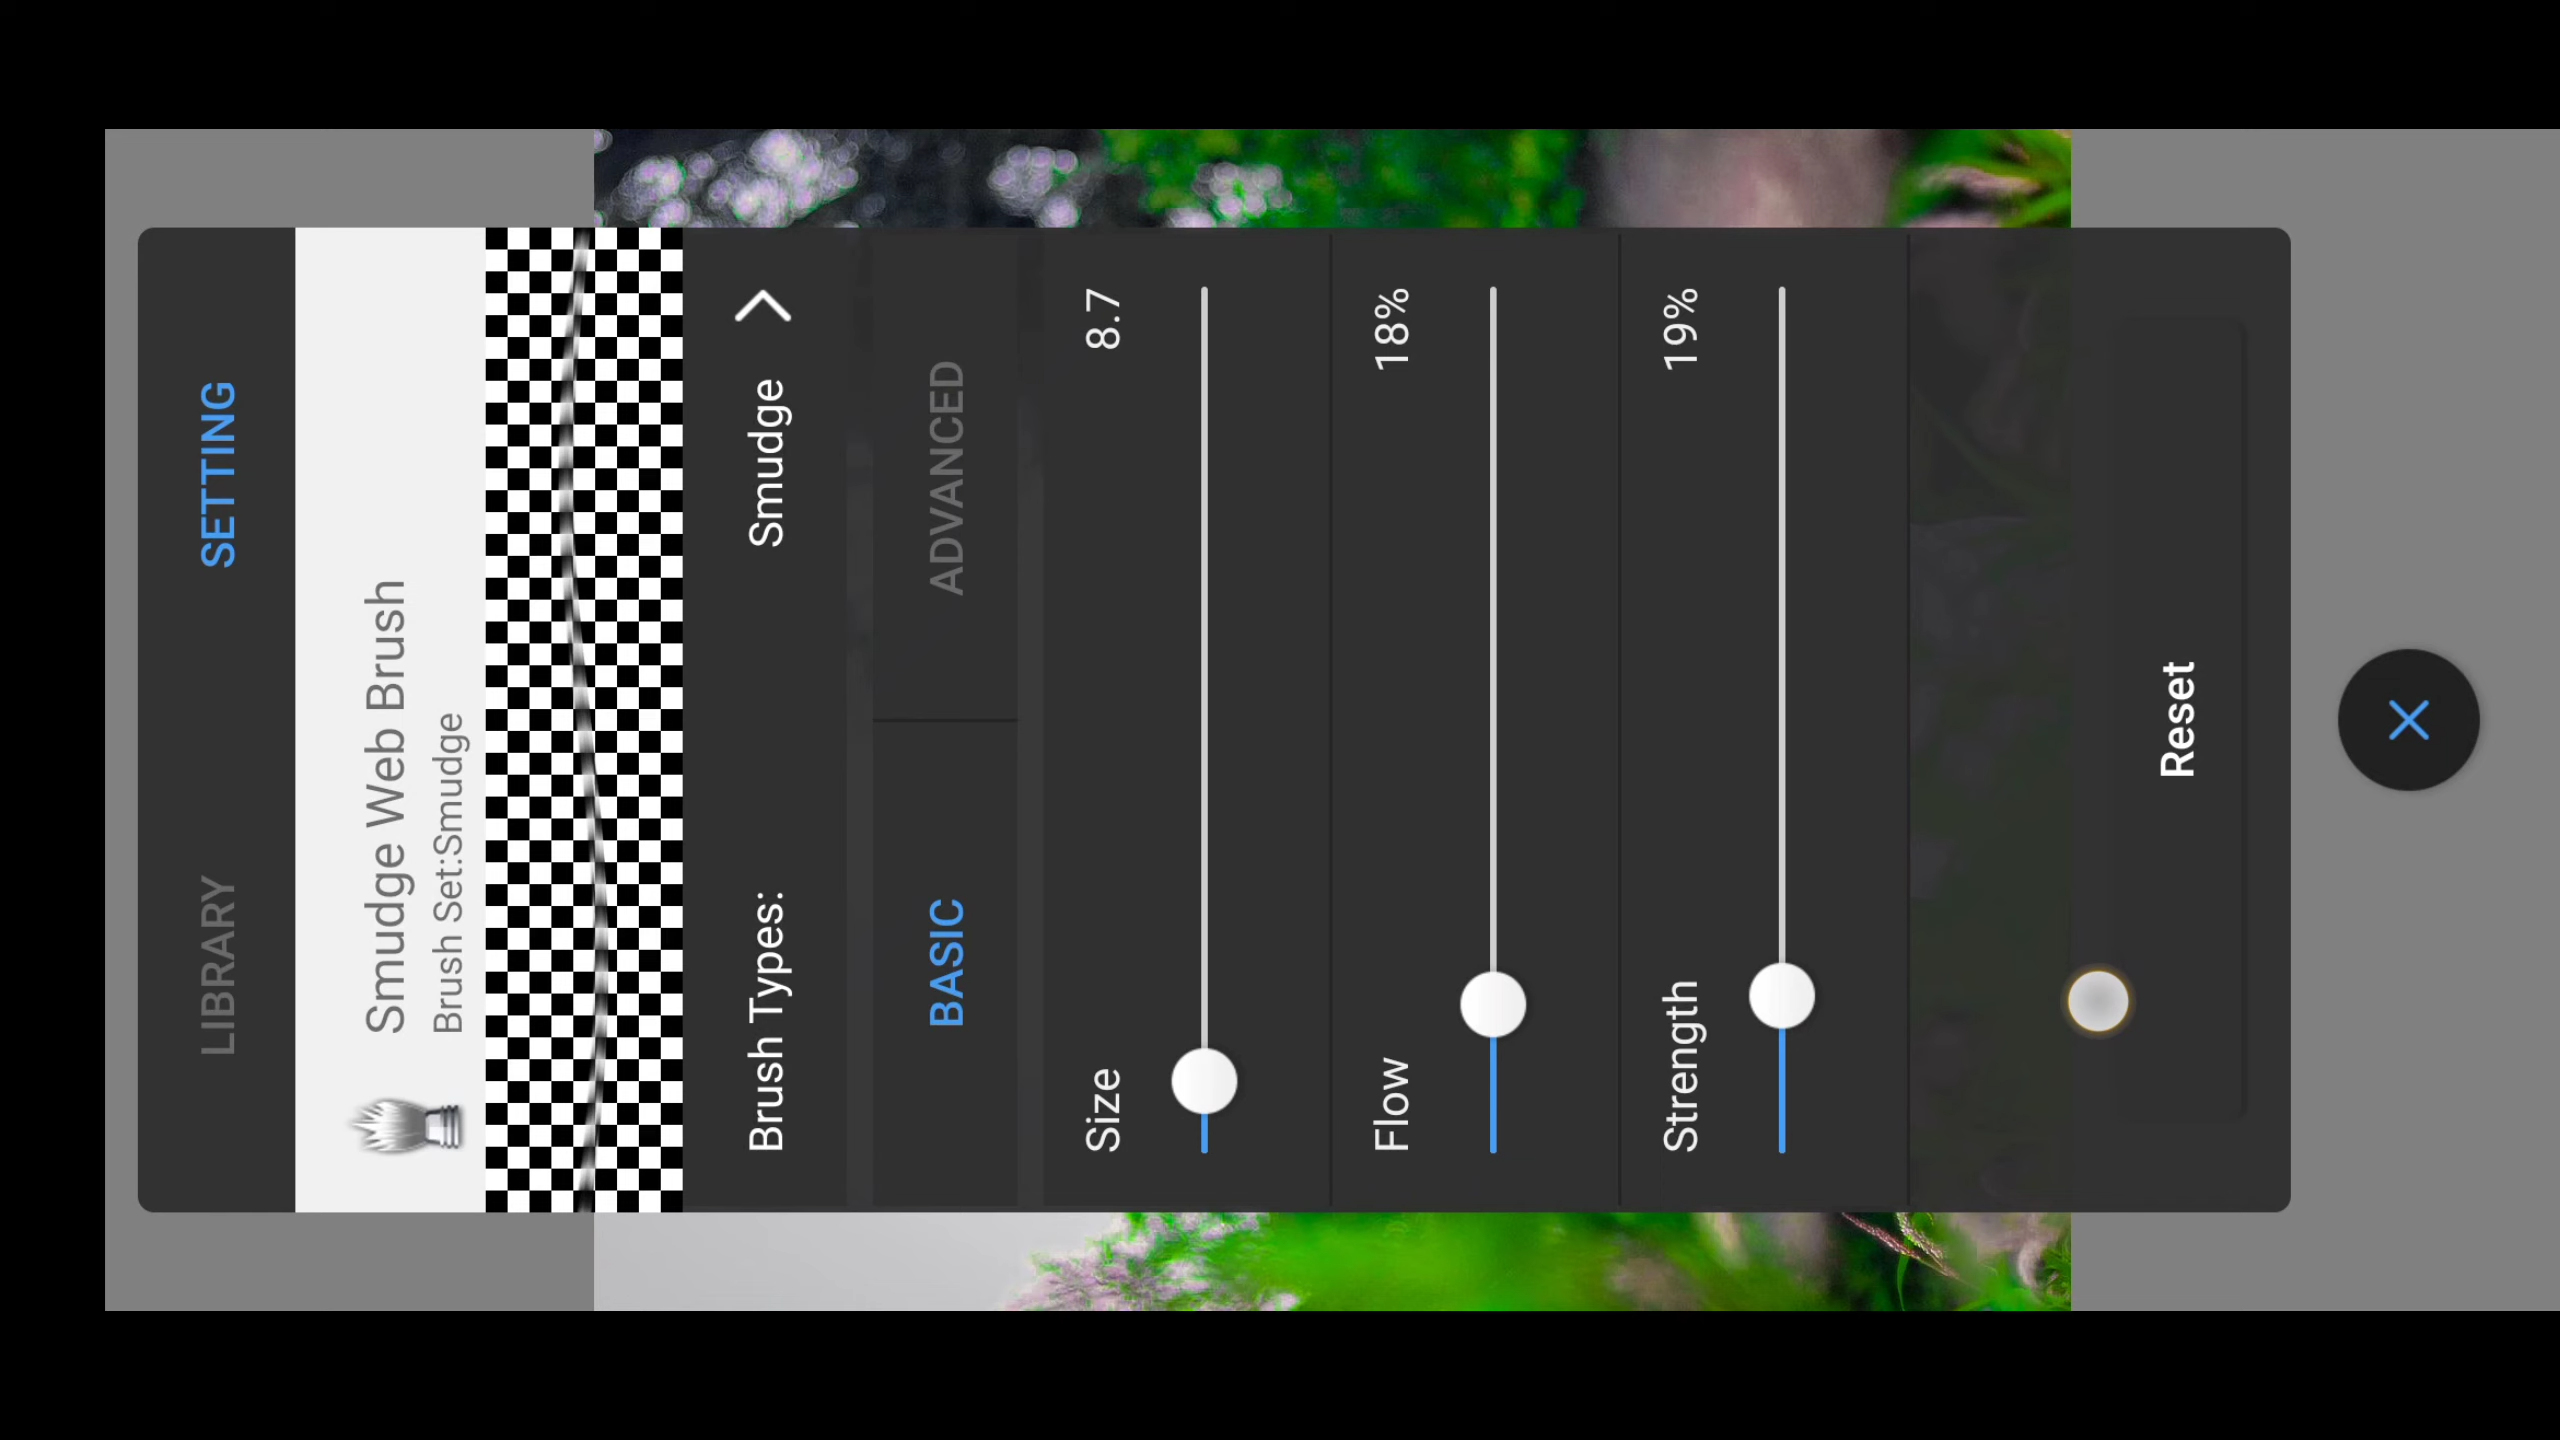 LIBRARY SETTING
Smudge Web Brush
Brush Set:Smudge
Brush Types: Smudge
BASIC ADVANCED
Size 8.7
Flow 18%
Strength 19%
Reset